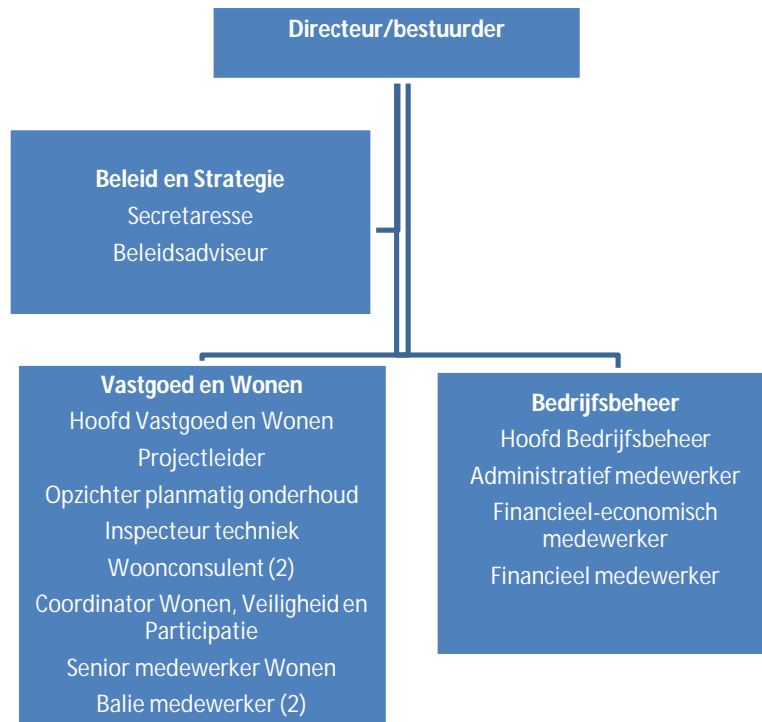 Directeur/bestuurder
Beleid en Strategie
Secretaresse
Beleidsadviseur
Vastgoed en Wonen
Hoofd Vastgoed en Wonen
Projectleider
Opzichter planmatig onderhoud
Inspecteur techniek
Woonconsulent (2)
Coordinator Wonen, Veiligheid en
Participatie
Senior medewerker Wonen
Balie medewerker (2)
Bedrijfsbeheer
Hoofd Bedrijfsbeheer
Administratief medewerker
Financieel-economisch
medewerker
Financieel medewerker